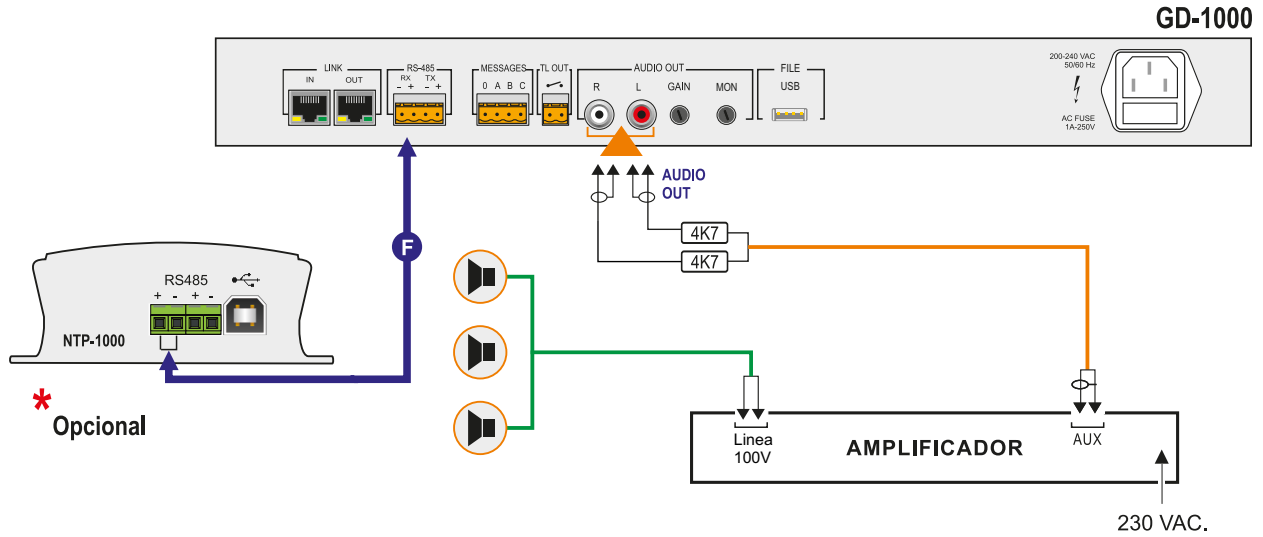 GD-1000
LINK
IN OUT
RS-485
RX TX
- + - +
MESSAGES
0 A B C
TL OUT
AUDIO OUT
R L GAIN MON
FILE
USB
200-240 VAC
50/60 Hz
AC FUSE
1A-250V
AUDIO
OUT
4K7
4K7
F
RS485
+ - + -
NTP-1000
*
Opcional
Linea
100V
AMPLIFICADOR
AUX
230 VAC.